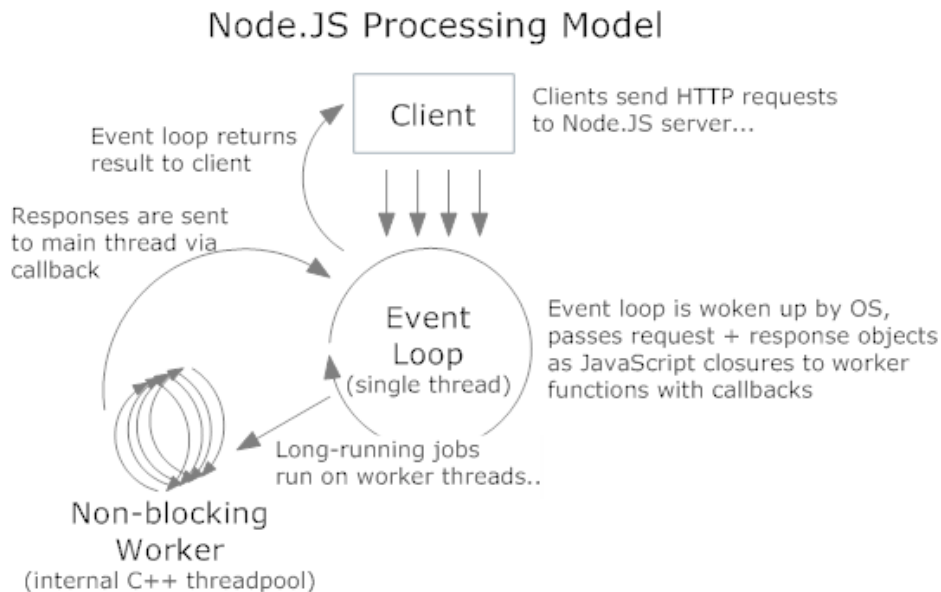 Node.JS Processing Model
Client
Clients send HTTP requests
to Node.JS server...
Event loop returns
result to client
Responses are sent
to main thread via
callback
Event
Loop
(single thread)
Event loop is woken up by OS,
passes request + response objects
as JavaScript closures to worker
functions with callbacks
Long-running jobs
run on worker threads..
Non-blocking
Worker
(internal C++ threadpool)